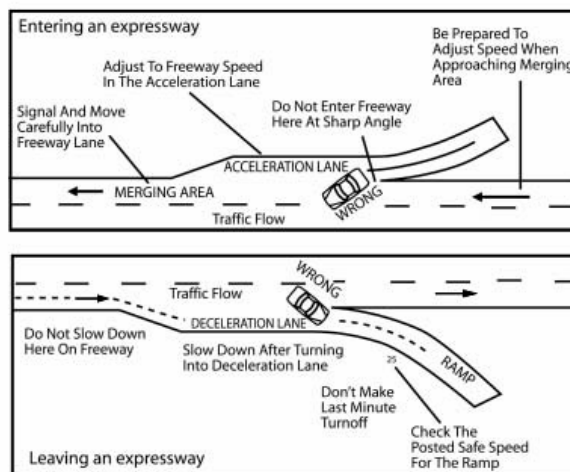 Entering an expressway
Be Prepared To
Adjust Speed When
Approaching Merging
Area
Adjust To Freeway Speed
In The Acceleration Lane
Do Not Enter Freeway
Here At Sharp Angle
Signal And Move
Carefully Into
Freeway Lane
ACCELERATION LANE
MERGING AREA
WRONG
Traffic Flow
WRONG
Traffic Flow
DECELERATION LANE
Do Not Slow Down
Here On Freeway
Slow Down After Turning
Into Deceleration Lane
RAMP
25
Don't Make
Last Minute
Turnoff
Check The
Posted Safe Speed
For The Ramp
Leaving an expressway